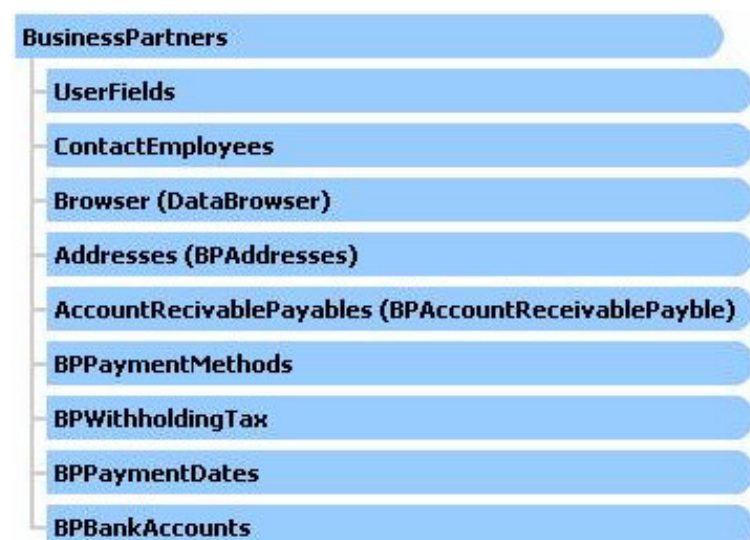 BusinessPartners
UserFields
ContactEmployees
Browser (DataBrowser)
Addresses (BPAddresses)
AccountRecivablePayables (BPAccountReceivablePayble)
BPPaymentMethods
BPWithholdingTax
BPPaymentDates
BPBankAccounts